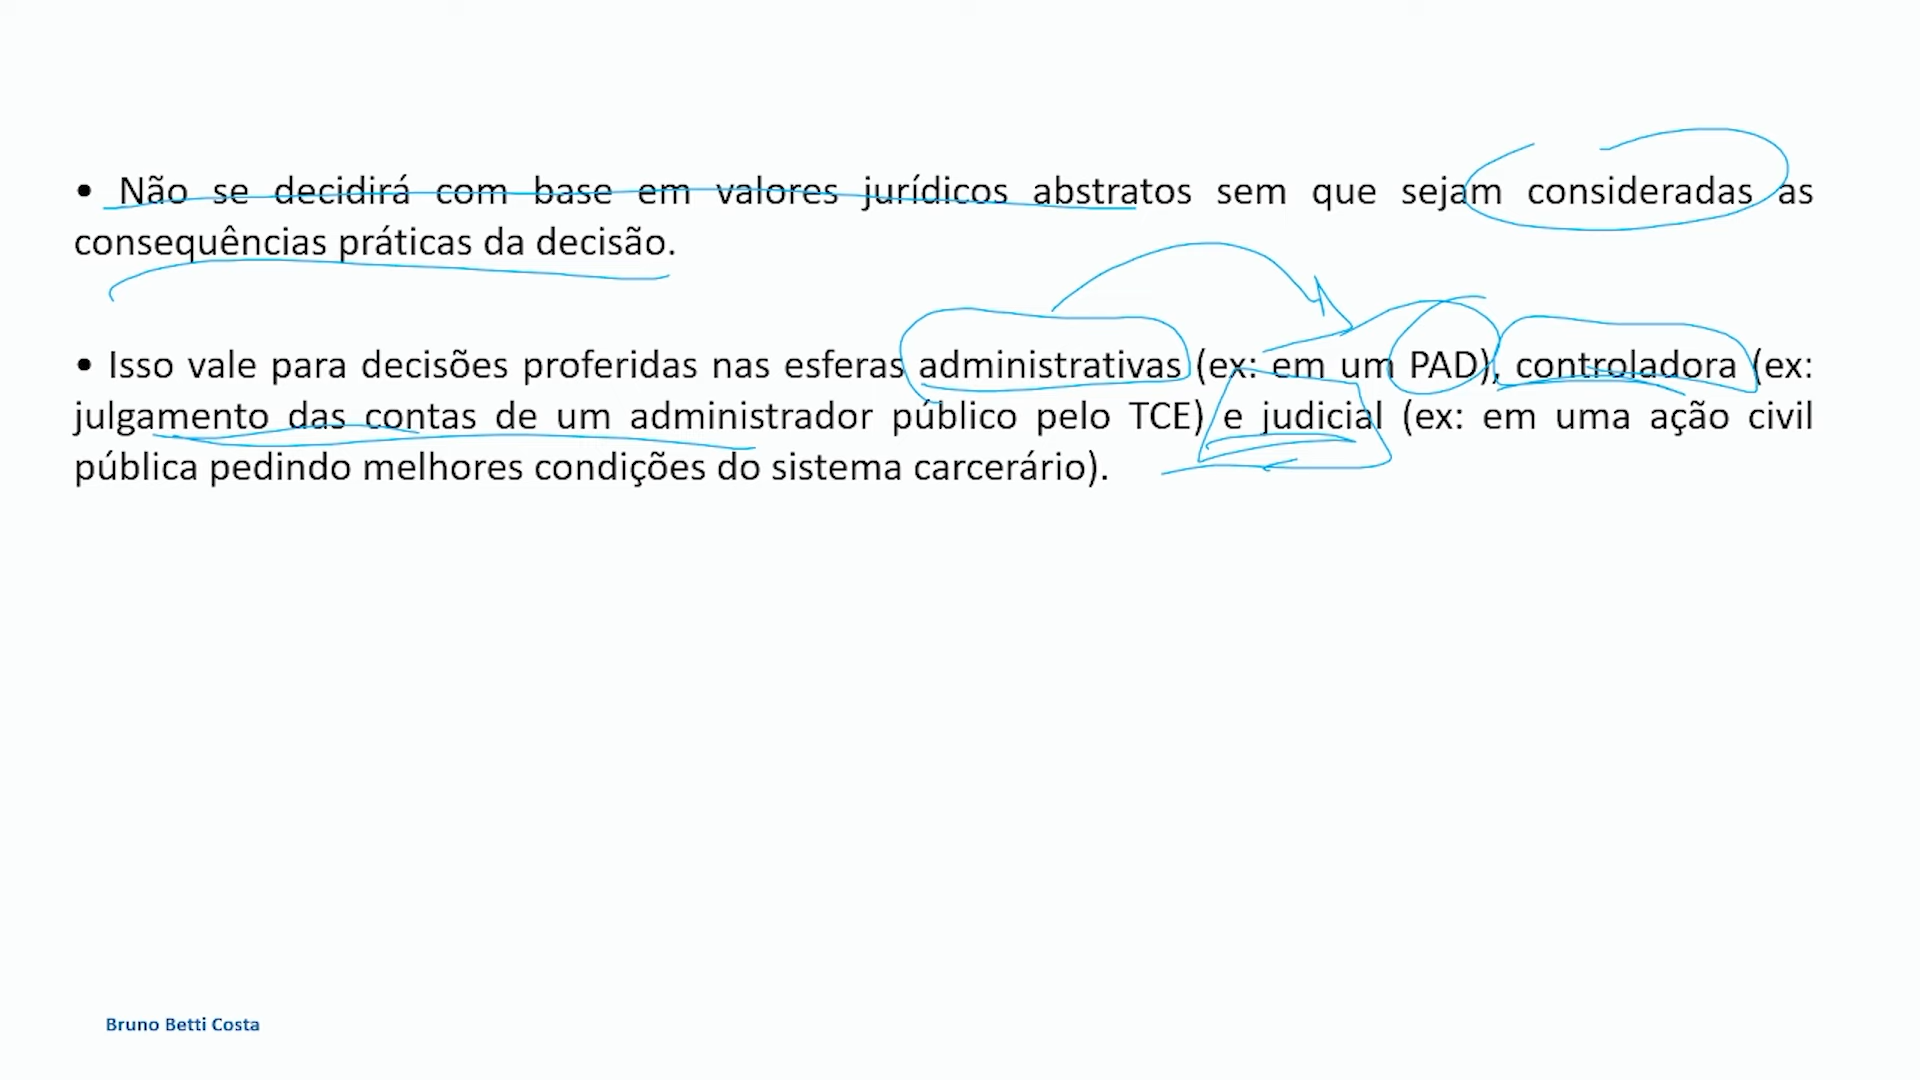 • Não se decidirá com base em valores jurídicos abstratos sem que sejam consideradas as
consequências práticas da decisão.
• Isso vale para decisões proferidas nas esferas administrativas (ex: em um PAD), controladora (ex:
julgamento das contas de um administrador público pelo TCE) e judicial (ex: em uma ação civil
pública pedindo melhores condições do sistema carcerário).
Bruno Betti Costa